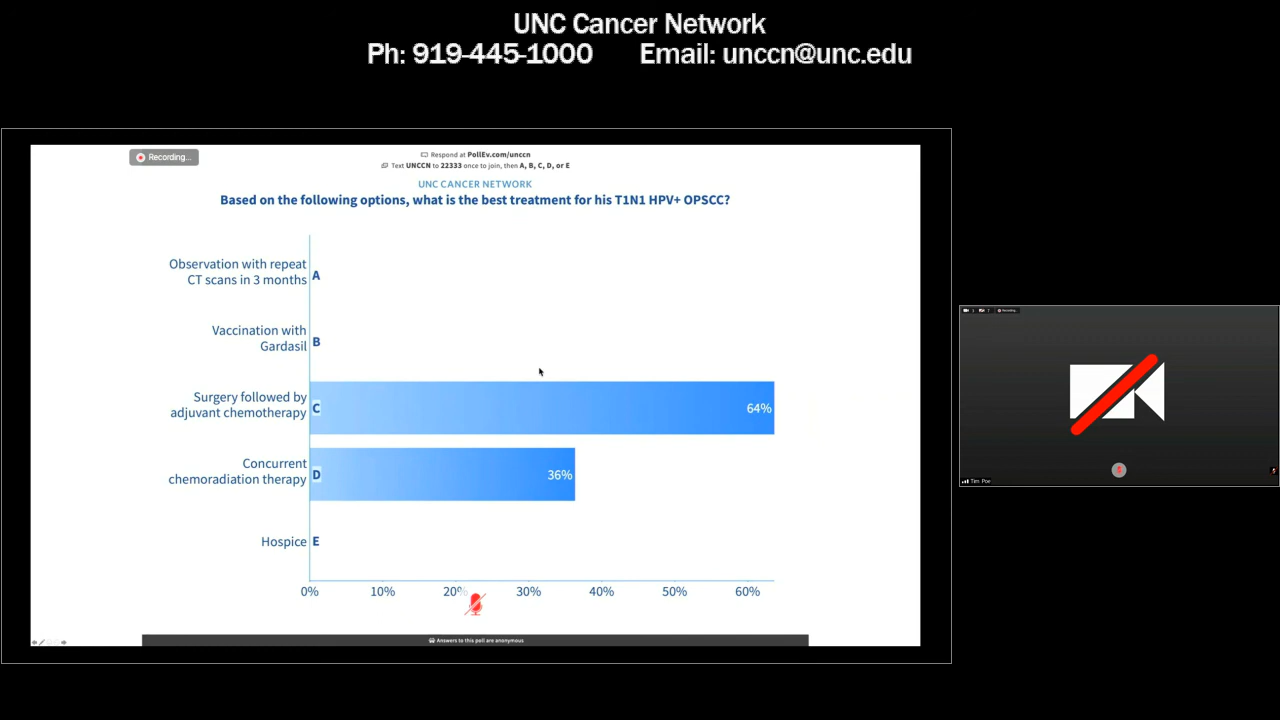 UNC Cancer Network
Ph: 919-445-1000 Email: unccn@unc.edu
Recording...
Respond at PollEv.com/unccn
Text UNCCN to 22333 once to join, then A, B, C, D, or E
UNC CANCER NETWORK
Based on the following options, what is the best treatment for his T1N1 HPV+ OPSCC?
Observation with repeat
CT scans in 3 months
A
Vaccination with
Gardasil
B
Surgery followed by
adjuvant chemotherapy
C
64%
Concurrent
chemoradiation therapy
D
36%
Hospice E
0% 10% 20% 30% 40% 50% 60%
Answers to this poll are anonymous
Recording...
Tim Poe